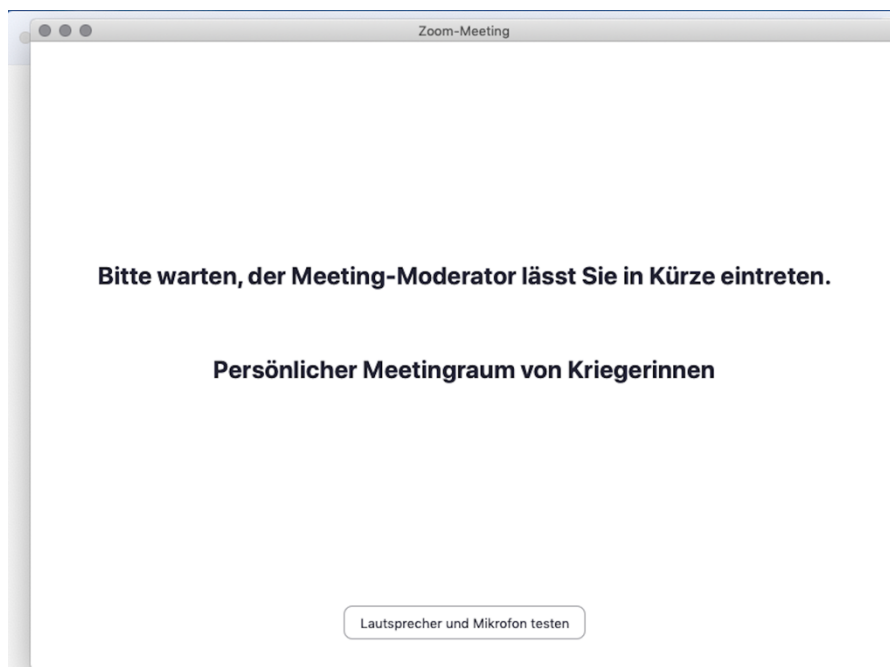 Zoom-Meeting
Bitte warten, der Meeting-Moderator lässt Sie in Kürze eintreten.
Persönlicher Meetingraum von Kriegerinnen
Lautsprecher und Mikrofon testen